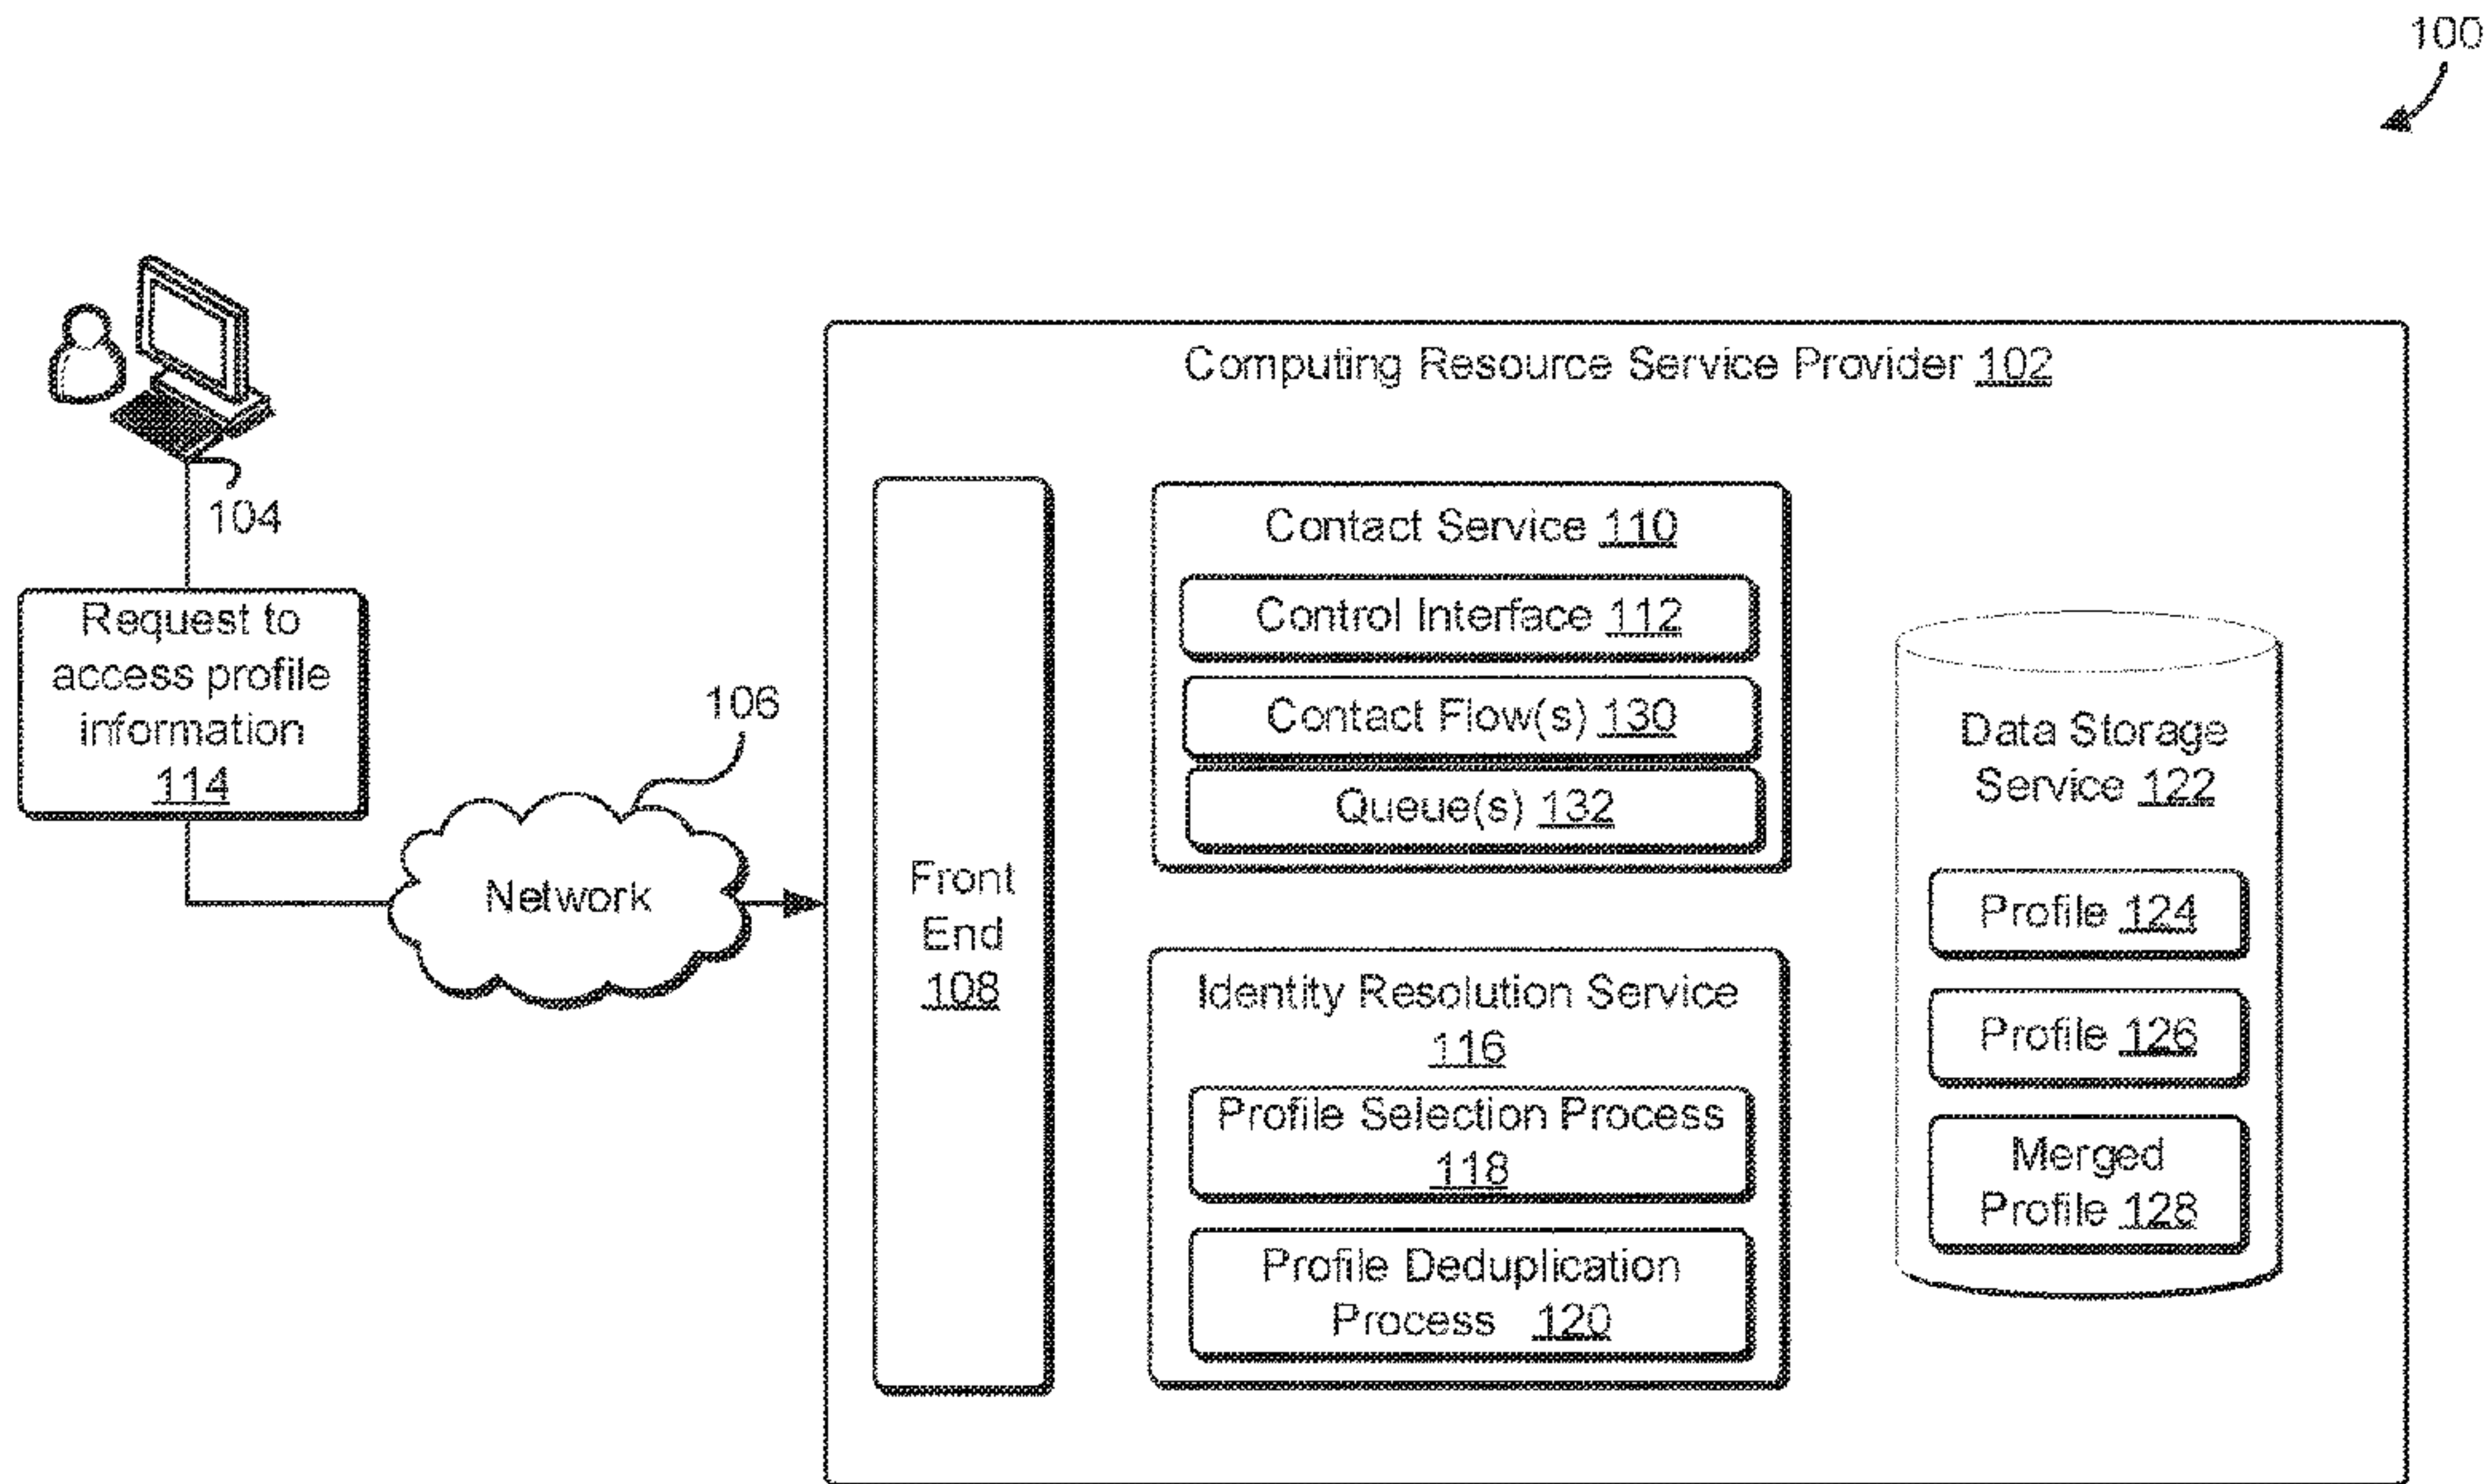 100
104
Request to
access profile
information
114
106
Network
Computing Resource Service Provider 102
Front
End
108
Contact Service 110
Control Interface 112
Contact Flow(s) 130
Queue(s) 132
Identity Resolution Service
116
Profile Selection Process
118
Profile Deduplication
Process 120
Data Storage
Service 122
Profile 124
Profile 126
Merged
Profile 128